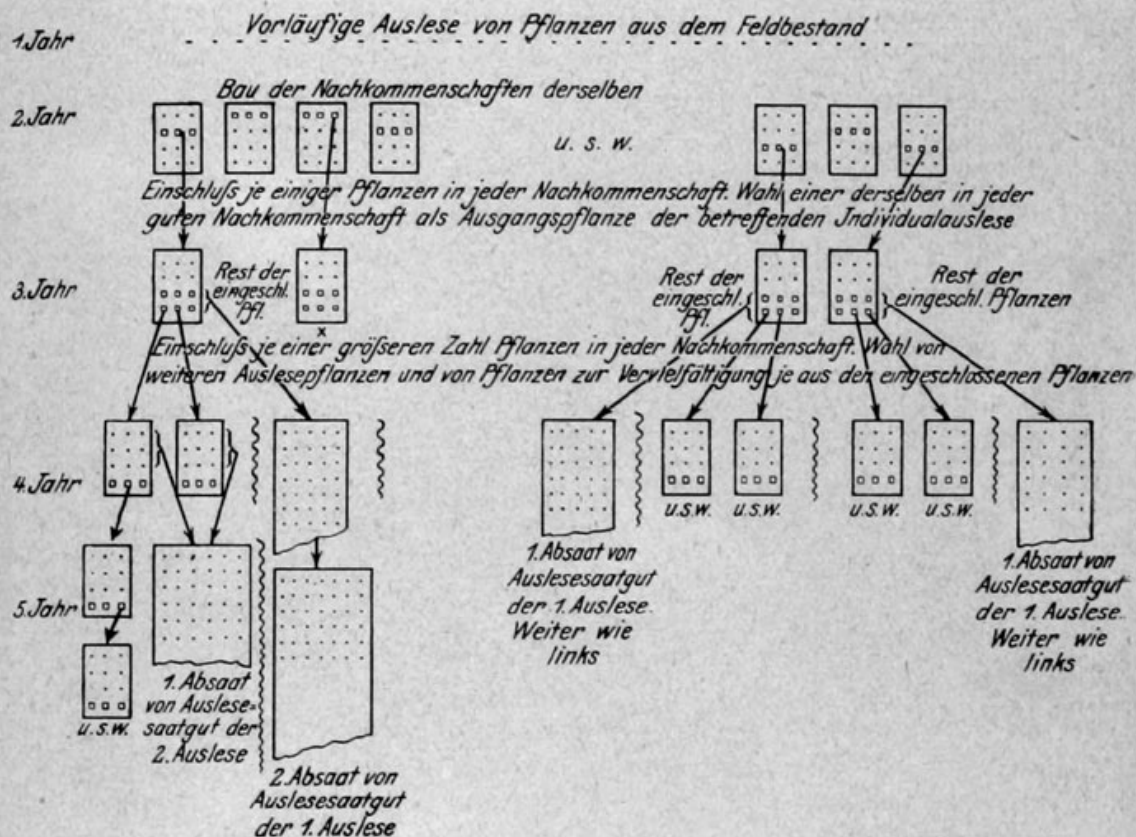 Vorläufige Auslese von Pflanzen aus dem Feldbestand
1.Jahr
Bau der Nachkommenschaften derselben
2.Jahr
u. s. w.
Einschluß je einiger Pflanzen in jeder Nachkommenschaft. Wahl einer derselben in jeder
guten Nachkommenschaft als Ausgangspflanze der betreffenden Individualauslese
3.Jahr
Rest der
eingeschl.
Pfl.
Rest der
eingeschl.
Pfl.
Rest der
eingeschl. Pflanzen
x
Einschluß je einer größeren Zahl Pflanzen in jeder Nachkommenschaft. Wahl von
weiteren Auslesepflanzen und von Pflanzen zur Vervielfältigung je aus den eingeschlossenen Pflanzen
4.Jahr
u.s.w.
u.s.w.
u.s.w.
u.s.w.
1.Absaat von
Auslesesaatgut
der 1. Auslese.
Weiter wie
links
1.Absaat von
Auslesesaatgut
der 1. Auslese.
Weiter wie
links
5.Jahr
u.s.w.
1.Absaat
von Auslese=
saatgut der
2.Auslese
2.Absaat von
Auslesesaatgut
der 1. Auslese